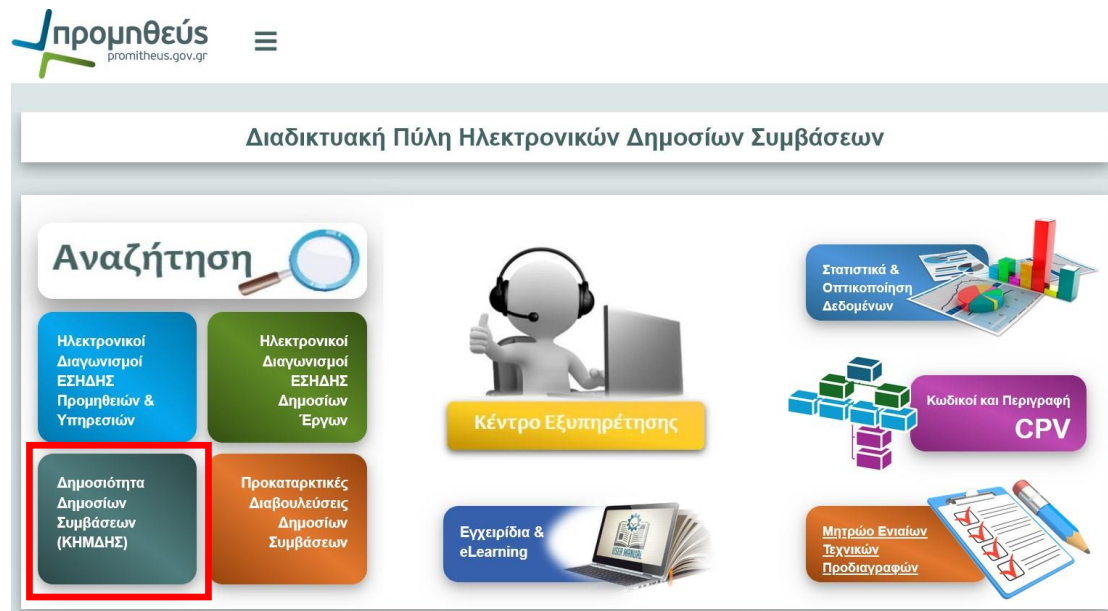 προμηθεύς
promitheus.gov.gr
Διαδικτυακή Πύλη Ηλεκτρονικών Δημοσίων Συμβάσεων
Αναζήτηση
Ηλεκτρονικοί
Διαγωνισμοί
ΕΣΗΔΗΣ
Προμηθειών &
Υπηρεσιών
Ηλεκτρονικοί
Διαγωνισμοί
ΕΣΗΔΗΣ
Δημοσίων
Έργων
Δημοσιότητα
Δημοσίων
Συμβάσεων
(ΚΗΜΔΗΣ)
Προκαταρκτικές
Διαβουλεύσεις
Δημοσίων
Συμβάσεων
Κέντρο Εξυπηρέτησης
Εγχειρίδια &
eLearning
USER MANUAL
Στατιστικά &
Οπτικοποίηση
Δεδομένων
Κωδικοί και Περιγραφή
CPV
Μητρώο Ενιαίων
Τεχνικών
Προδιαγραφών